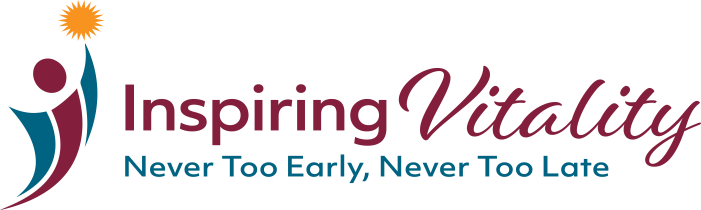 Inspiring Vitality
Never Too Early, Never Too Late